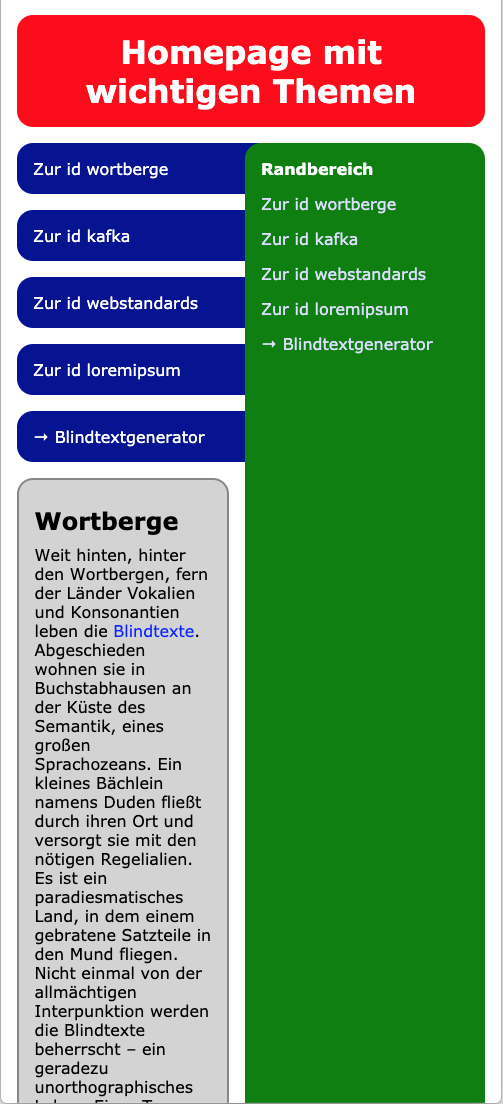 Homepage mit
wichtigen Themen
Zur id wortberge
Zur id kafka
Zur id webstandards
Zur id loremipsum
→ Blindtextgenerator
Randbereich
Zur id wortberge
Zur id kafka
Zur id webstandards
Zur id loremipsum
→ Blindtextgenerator
Wortberge
Weit hinten, hinter
den Wortbergen, fern
der Länder Vokalien
und Konsonantien
leben die Blindtexte.
Abgeschieden
wohnen sie in
Buchstabhausen an
der Küste des
Semantik, eines
großen
Sprachozeans. Ein
kleines Bächlein
namens Duden fließt
durch ihren Ort und
versorgt sie mit den
nötigen Regelialien.
Es ist ein
paradiesmatisches
Land, in dem einem
gebratene Satzteile in
den Mund fliegen.
Nicht einmal von der
allmächtigen
Interpunktion werden
die Blindtexte
beherrscht – ein
geradezu
unorthographisches